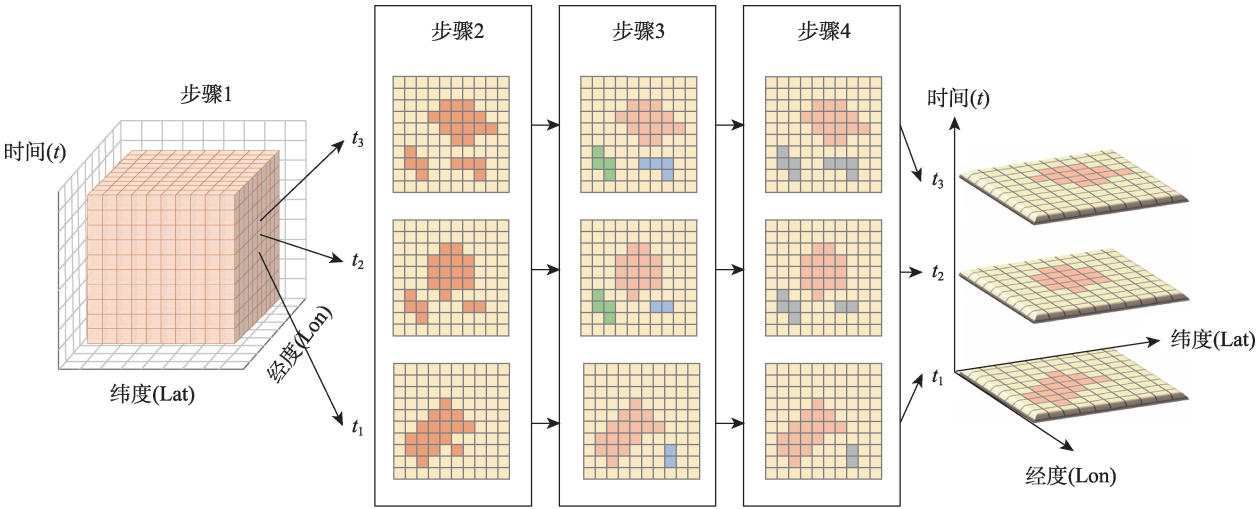 步骤1
时间(t)
纬度(Lat)
经度(Lon)
t3
t2
t1
步骤2
步骤3
步骤4
时间(t)
t3
t2
t1
纬度(Lat)
经度(Lon)